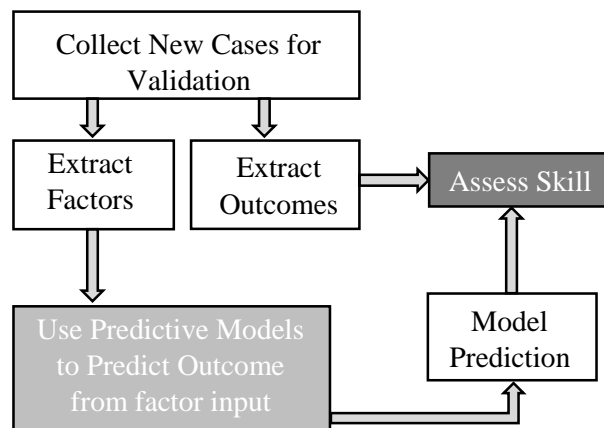 Collect New Cases for
Validation
Extract
Factors
Extract
Outcomes
Assess Skill
Use Predictive Models
to Predict Outcome
from factor input
Model
Prediction